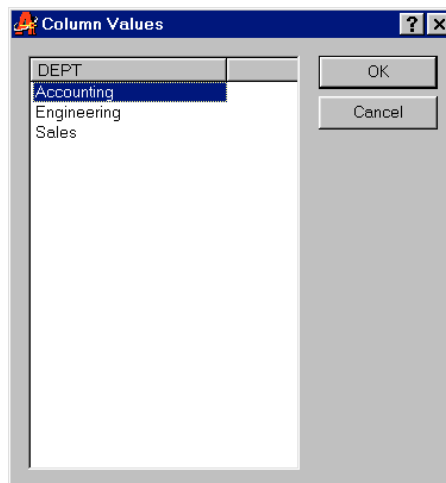 Column Values
DEPT
Accounting
Engineering
Sales
OK
Cancel